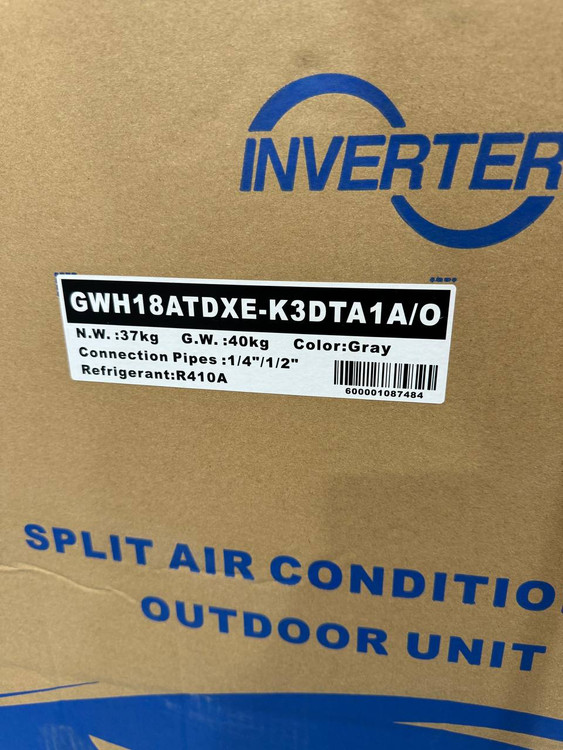 INVERTER
GWH18ATDXE-K3DTA1A/O
N.W.:37kg G.W.:40kg Color:Gray
Connection Pipes:1/4"/1/2"
Refrigerant:R410A
600001087484
SPLIT AIR CONDITIO
OUTDOOR UNIT